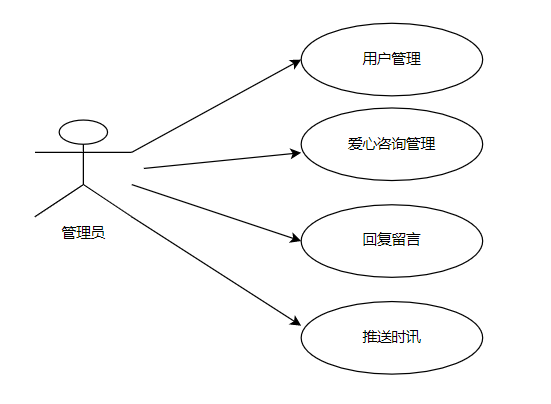 用户管理
爱心咨询管理
管理员
回复留言
推送时讯